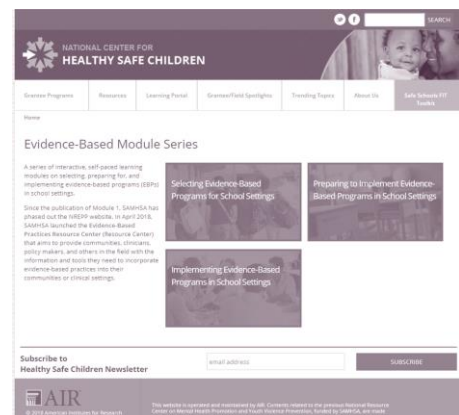 SEARCH
NATIONAL CENTER FOR
HEALTHY SAFE CHILDREN
Grantee Programs
Resources
Learning Portal
Grantee/Field Spotlights
Trending Topics
About Us
Safe Schools FIT
Toolkit
Home
Evidence-Based Module Series
A series of interactive, self-paced learning
modules on selecting, preparing for, and
implementing evidence-based programs (EBPs)
in school settings.
Since the publication of Module 1, SAMHSA has
phased out the NREPP website. In April 2018,
SAMHSA launched the Evidence-Based
Practices Resource Center (Resource Center)
that aims to provide communities, clinicians,
policy makers, and others in the field with the
information and tools they need to incorporate
evidence-based practices into their
communities or clinical settings.
Selecting Evidence-Based
Programs for School Settings
Preparing to Implement Evidence-
Based Programs in School Settings
Implementing Evidence-Based
Programs in School Settings
Subscribe to
Healthy Safe Children Newsletter
email address
SUBSCRIBE
AIR
© 2018 American Institutes for Research
This website is operated and maintained by AIR. Contents related to the previous National Resource
Center on Mental Health Promotion and Youth Violence Prevention, funded by SAMHSA, are made